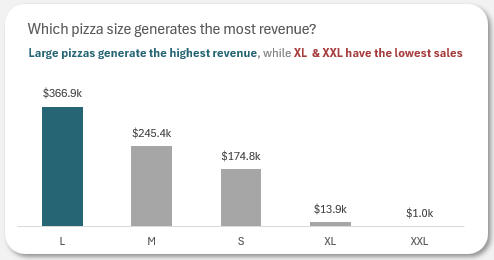 Which pizza size generates the most revenue?
Large pizzas generate the highest revenue, while XL & XXL have the lowest sales
$366.9k
$245.4k
$174.8k
$13.9k
$1.0k
L M S XL XXL